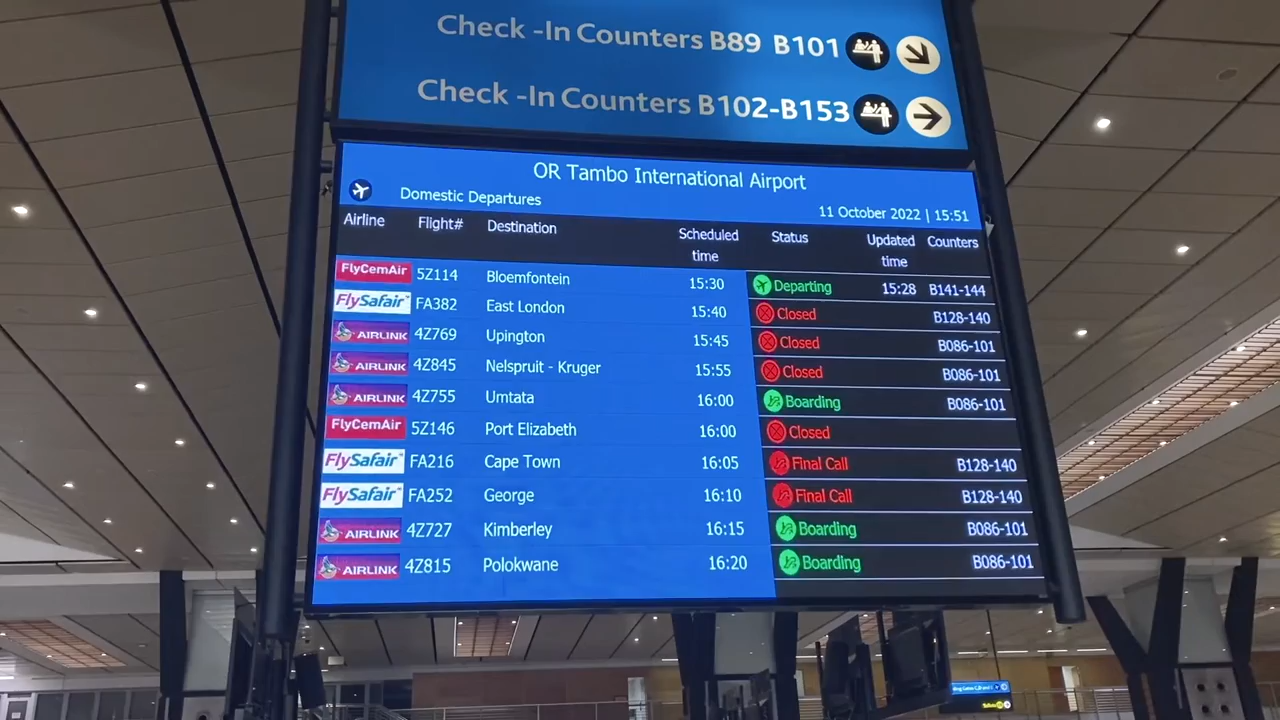 Check -In Counters B89 B101
Check -In Counters B102-B153
OR Tambo International Airport
Domestic Departures
11 October 2022 | 15:51
Airline Flight# Destination Scheduled time Status Updated time Counters
FlyCemAir 5Z114 Bloemfontein 15:30 Departing 15:28 B141-144
FlySafair FA382 East London 15:40 Closed B128-140
AIRLINK 4Z769 Upington 15:45 Closed B086-101
AIRLINK 4Z845 Nelspruit - Kruger 15:55 Closed B086-101
AIRLINK 4Z755 Umtata 16:00 Boarding B086-101
FlyCemAir 5Z146 Port Elizabeth 16:00 Closed
FlySafair FA216 Cape Town 16:05 Final Call B128-140
FlySafair FA252 George 16:10 Final Call B128-140
AIRLINK 4Z727 Kimberley 16:15 Boarding B086-101
AIRLINK 4Z815 Polokwane 16:20 Boarding B086-101